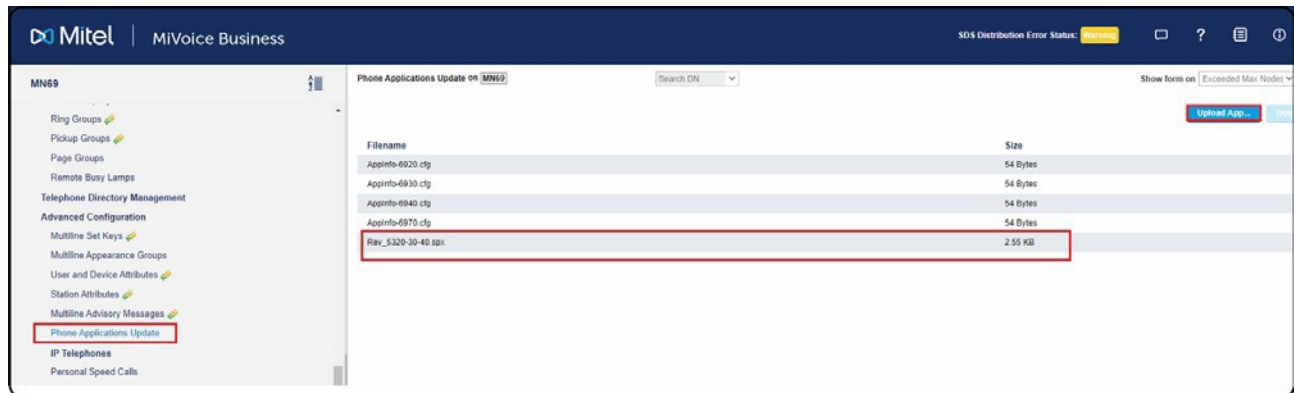 Mitel | MiVoice Business
SDS Distribution Error Status: Warning
MN69
Phone Applications Update on MN69
Search DN
Show form on Exceeded Max Nodes
Upload App...
Ring Groups
Pickup Groups
Page Groups
Remote Busy Lamps
Telephone Directory Management
Advanced Configuration
Multiline Set Keys
Multiline Appearance Groups
User and Device Attributes
Station Attributes
Multiline Advisory Messages
Phone Applications Update
IP Telephones
Personal Speed Calls
Filename Size
AppInfo-6920.cfg 54 Bytes
AppInfo-6930.cfg 54 Bytes
AppInfo-6940.cfg 54 Bytes
AppInfo-6970.cfg 54 Bytes
Rev_5320-30-40.spx 2.55 KB